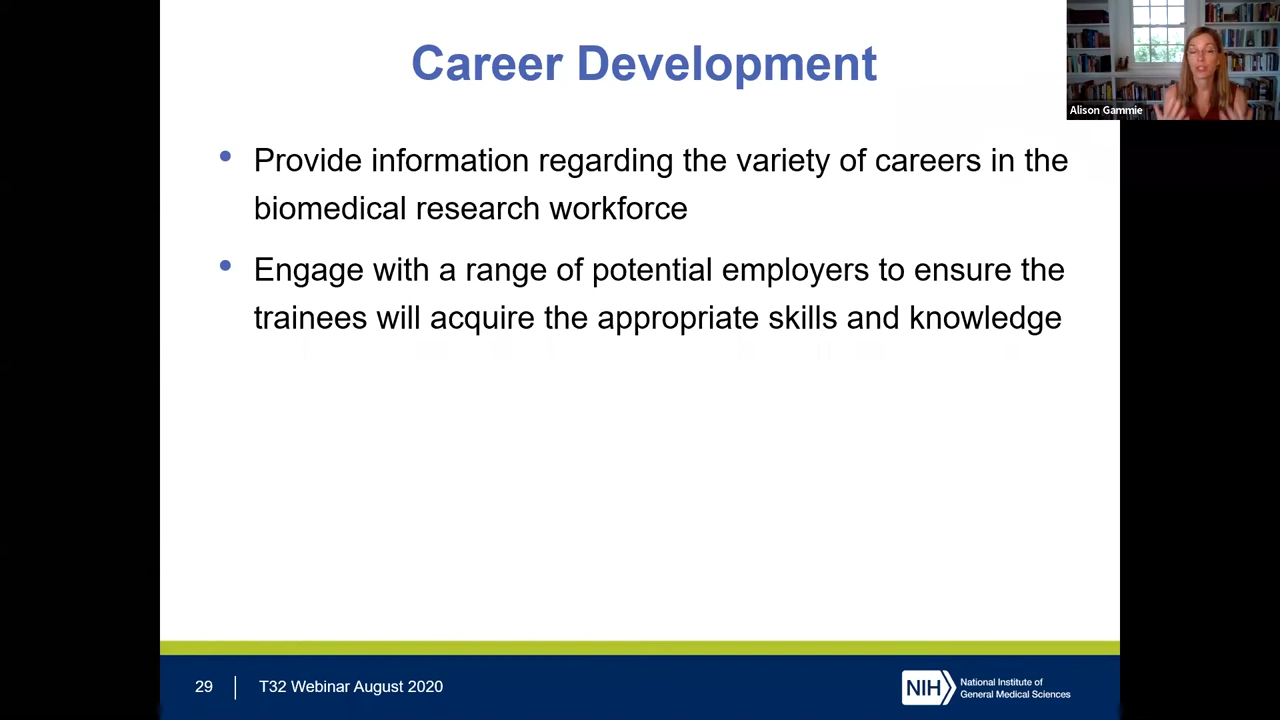 Career Development
Alison Gammie
• Provide information regarding the variety of careers in the
biomedical research workforce
• Engage with a range of potential employers to ensure the
trainees will acquire the appropriate skills and knowledge
29
T32 Webinar August 2020
NIH
National Institute of
General Medical Sciences